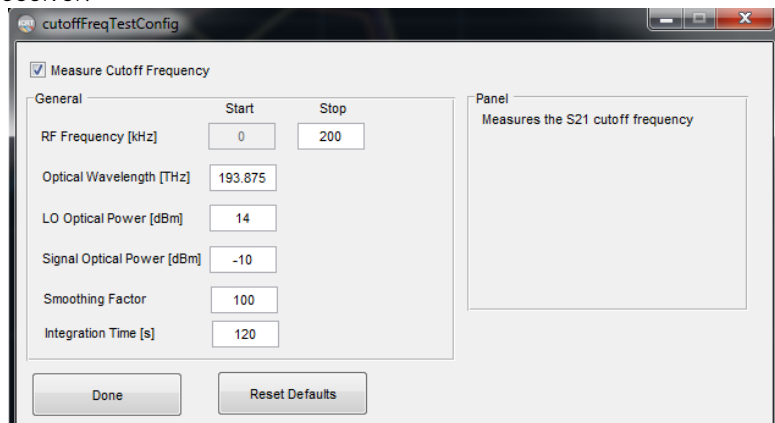 cutoffFreqTestConfig
Measure Cutoff Frequency
General
Start Stop
RF Frequency [kHz] 0 200
Optical Wavelength [THz] 193.875
LO Optical Power [dBm] 14
Signal Optical Power [dBm] -10
Smoothing Factor 100
Integration Time [s] 120
Panel
Measures the S21 cutoff frequency
Done Reset Defaults